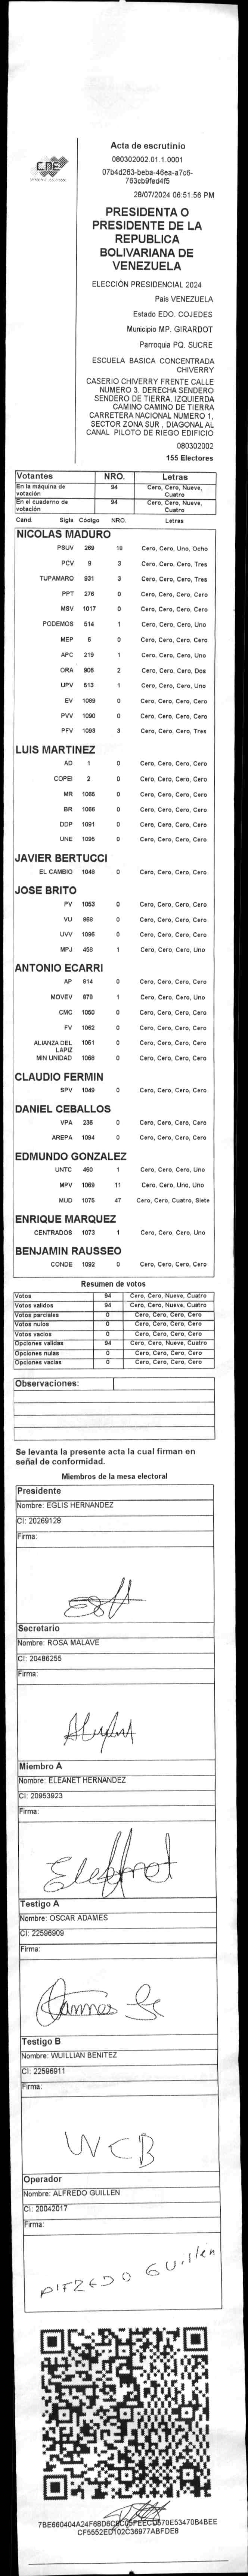 CNE
Acta de escrutinio
080302002.01.1.0001
07b4d263-beba-46ea-a7c6-
763cb9fed4f5
28/07/2024 06:51:56 PM
PRESIDENTA O
PRESIDENTE DE LA
REPUBLICA
BOLIVARIANA DE
VENEZUELA
ELECCIÓN PRESIDENCIAL 2024
País VENEZUELA
Estado EDO. COJEDES
Municipio MP. GIRARDOT
Parroquia PQ. SUCRE
ESCUELA BASICA CONCENTRADA
CHIVERRY
CASERIO CHIVERRY FRENTE CALLE
NUMERO 3. DERECHA SENDERO
SENDERO DE TIERRA. IZQUIERDA
CAMINO CAMINO DE TIERRA
CARRETERA NACIONAL NUMERO 1,
SECTOR ZONA SUR , DIAGONAL AL
CANAL PILOTO DE RIEGO EDIFICIO
080302002
155 Electores
Votantes NRO. Letras
En la máquina de votación 94 Cero, Cero, Nueve, Cuatro
En el cuaderno de votación 94 Cero, Cero, Nueve, Cuatro
Cand. Sigla Código NRO. Letras
NICOLAS MADURO
PSUV 269 18 Cero, Cero, Uno, Ocho
PCV 9 3 Cero, Cero, Cero, Tres
TUPAMARO 931 3 Cero, Cero, Cero, Tres
PPT 276 0 Cero, Cero, Cero, Cero
MSV 1017 0 Cero, Cero, Cero, Cero
PODEMOS 514 1 Cero, Cero, Cero, Uno
MEP 6 0 Cero, Cero, Cero, Cero
APC 219 1 Cero, Cero, Cero, Uno
ORA 906 2 Cero, Cero, Cero, Dos
UPV 513 1 Cero, Cero, Cero, Uno
EV 1089 0 Cero, Cero, Cero, Cero
PVV 1090 0 Cero, Cero, Cero, Cero
PFV 1093 3 Cero, Cero, Cero, Tres
LUIS MARTINEZ
AD 1 0 Cero, Cero, Cero, Cero
COPEI 2 0 Cero, Cero, Cero, Cero
MR 1055 0 Cero, Cero, Cero, Cero
BR 1066 0 Cero, Cero, Cero, Cero
DDP 1091 0 Cero, Cero, Cero, Cero
UNE 1095 0 Cero, Cero, Cero, Cero
JAVIER BERTUCCI
EL CAMBIO 1048 0 Cero, Cero, Cero, Cero
JOSE BRITO
PV 1053 0 Cero, Cero, Cero, Cero
VU 868 0 Cero, Cero, Cero, Cero
UVV 1096 0 Cero, Cero, Cero, Cero
MPJ 458 1 Cero, Cero, Cero, Uno
ANTONIO ECARRI
AP 814 0 Cero, Cero, Cero, Cero
MOVEV 878 1 Cero, Cero, Cero, Uno
CMC 1050 0 Cero, Cero, Cero, Cero
FV 1062 0 Cero, Cero, Cero, Cero
ALIANZA DEL LAPIZ 1051 0 Cero, Cero, Cero, Cero
MIN UNIDAD 1068 0 Cero, Cero, Cero, Cero
CLAUDIO FERMIN
SPV 1049 0 Cero, Cero, Cero, Cero
DANIEL CEBALLOS
VPA 236 0 Cero, Cero, Cero, Cero
AREPA 1094 0 Cero, Cero, Cero, Cero
EDMUNDO GONZALEZ
UNTC 460 1 Cero, Cero, Cero, Uno
MPV 1069 11 Cero, Cero, Uno, Uno
MUD 1075 47 Cero, Cero, Cuatro, Siete
ENRIQUE MARQUEZ
CENTRADOS 1073 1 Cero, Cero, Cero, Uno
BENJAMIN RAUSSEO
CONDE 1092 0 Cero, Cero, Cero, Cero
Resumen de votos
Votos 94 Cero, Cero, Nueve, Cuatro
Votos validos 94 Cero, Cero, Nueve, Cuatro
Votos parciales 0 Cero, Cero, Cero, Cero
Votos nulos 0 Cero, Cero, Cero, Cero
Votos vacios 0 Cero, Cero, Cero, Cero
Opciones validas 94 Cero, Cero, Nueve, Cuatro
Opciones nulas 0 Cero, Cero, Cero, Cero
Opciones vacias 0 Cero, Cero, Cero, Cero
Observaciones:
Se levanta la presente acta la cual firman en
señal de conformidad.
Miembros de la mesa electoral
Presidente
Nombre: EGLIS HERNANDEZ
CI: 20269128
Firma:
Secretario
Nombre: ROSA MALAVE
CI: 20486255
Firma:
Miembro A
Nombre: ELEANET HERNANDEZ
CI: 20953923
Firma:
Testigo A
Nombre: OSCAR ADAMES
CI: 22596909
Firma:
Testigo B
Nombre: WUILLIAN BENITEZ
CI: 22596911
Firma:
WCB
Operador
Nombre: ALFREDO GUILLEN
CI: 20042017
Firma:
AlFREDO GUillen